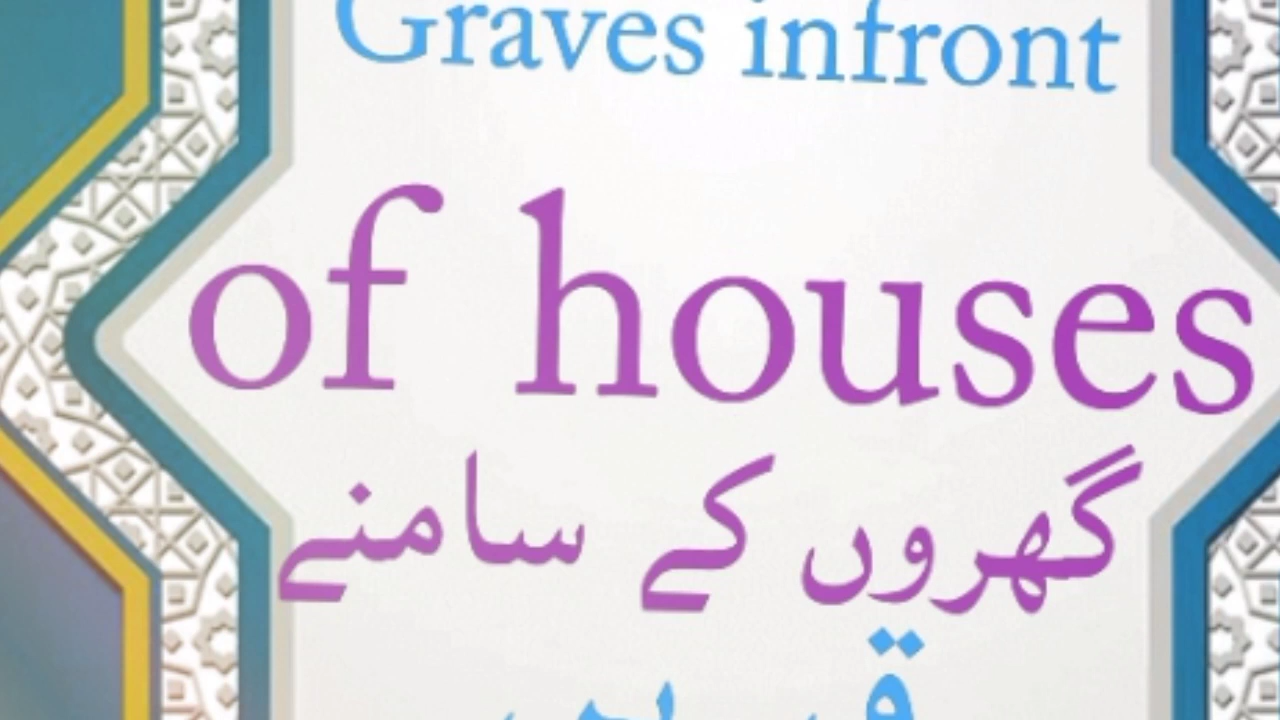 Graves infront
of houses
گھروں کے سامنے